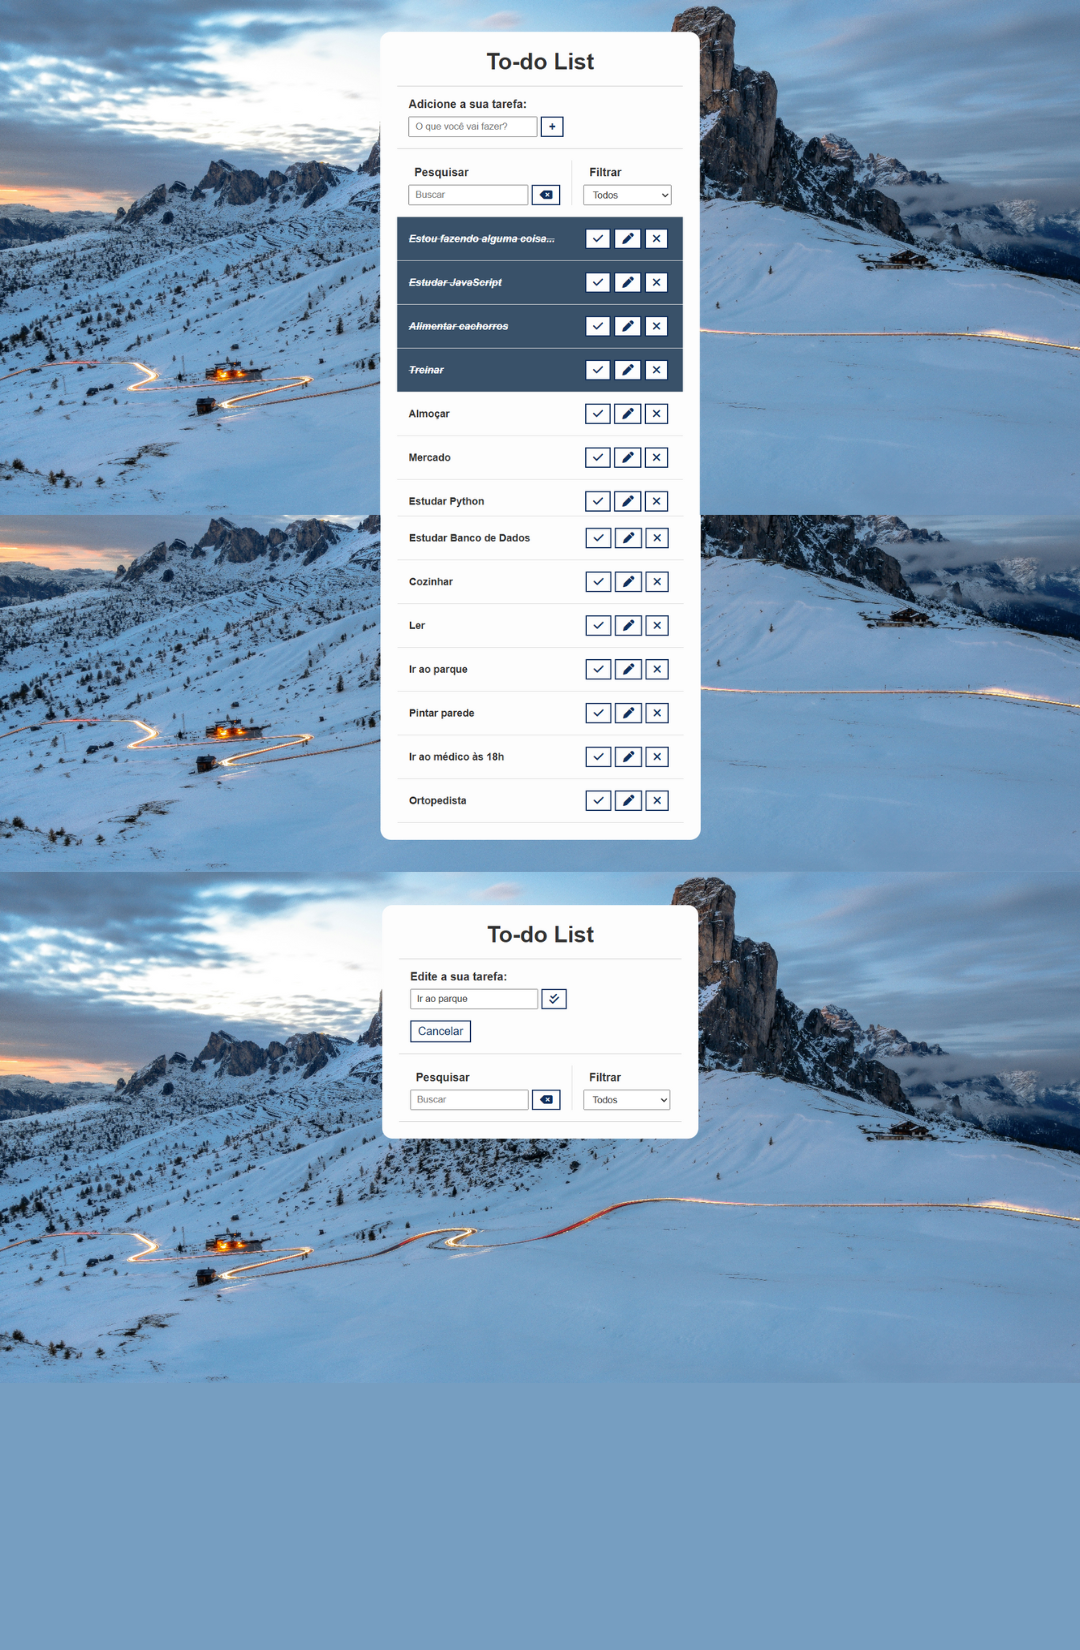 To-do List
Adicione a sua tarefa:
O que você vai fazer? +
Pesquisar Filtrar
Buscar Todos
Estou fazendo alguma coisa...
Estudar JavaScript
Alimentar cachorros
Treinar
Almoçar
Mercado
Estudar Python
Estudar Banco de Dados
Cozinhar
Ler
Ir ao parque
Pintar parede
Ir ao médico às 18h
Ortopedista
To-do List
Edite a sua tarefa:
Ir ao parque
Cancelar
Pesquisar Filtrar
Buscar Todos